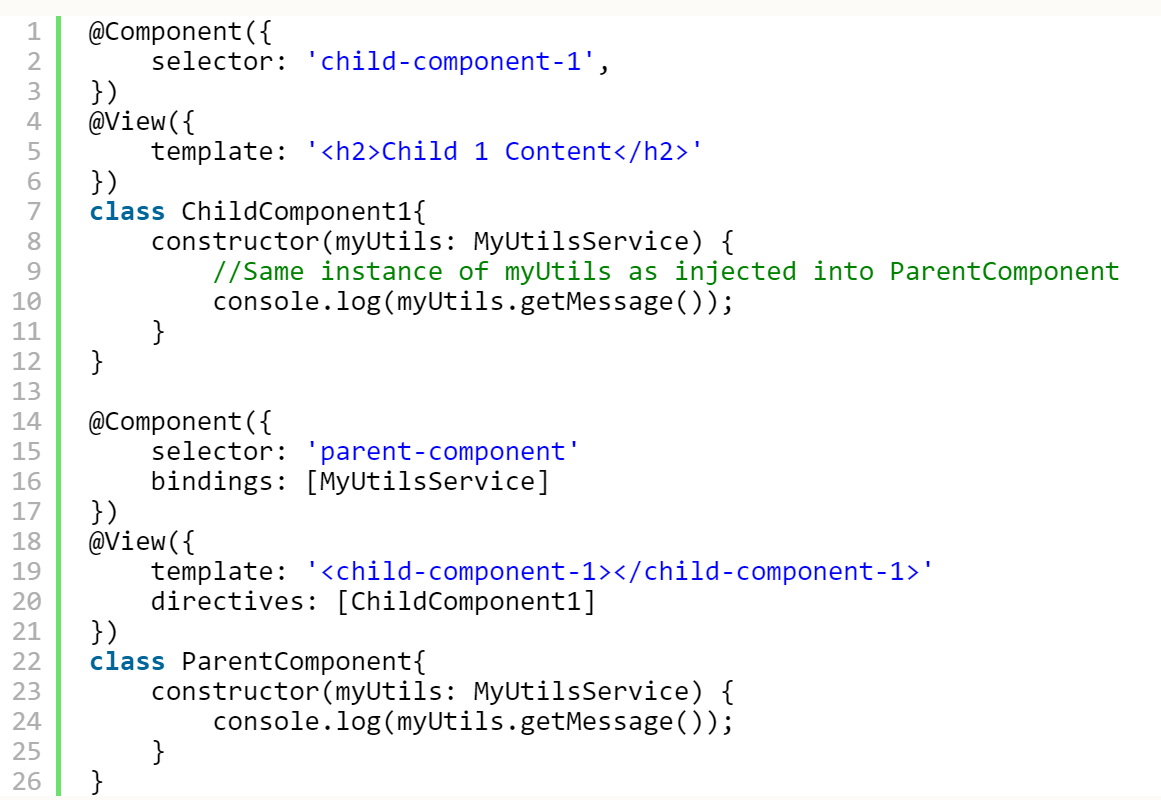 1 @Component({
2     selector: 'child-component-1',
3 })
4 @View({
5     template: '<h2>Child 1 Content</h2>'
6 })
7 class ChildComponent1{
8     constructor(myUtils: MyUtilsService) {
9         //Same instance of myUtils as injected into ParentComponent
10         console.log(myUtils.getMessage());
11     }
12 }
13
14 @Component({
15     selector: 'parent-component'
16     bindings: [MyUtilsService]
17 })
18 @View({
19     template: '<child-component-1></child-component-1>'
20     directives: [ChildComponent1]
21 })
22 class ParentComponent{
23     constructor(myUtils: MyUtilsService) {
24         console.log(myUtils.getMessage());
25     }
26 }